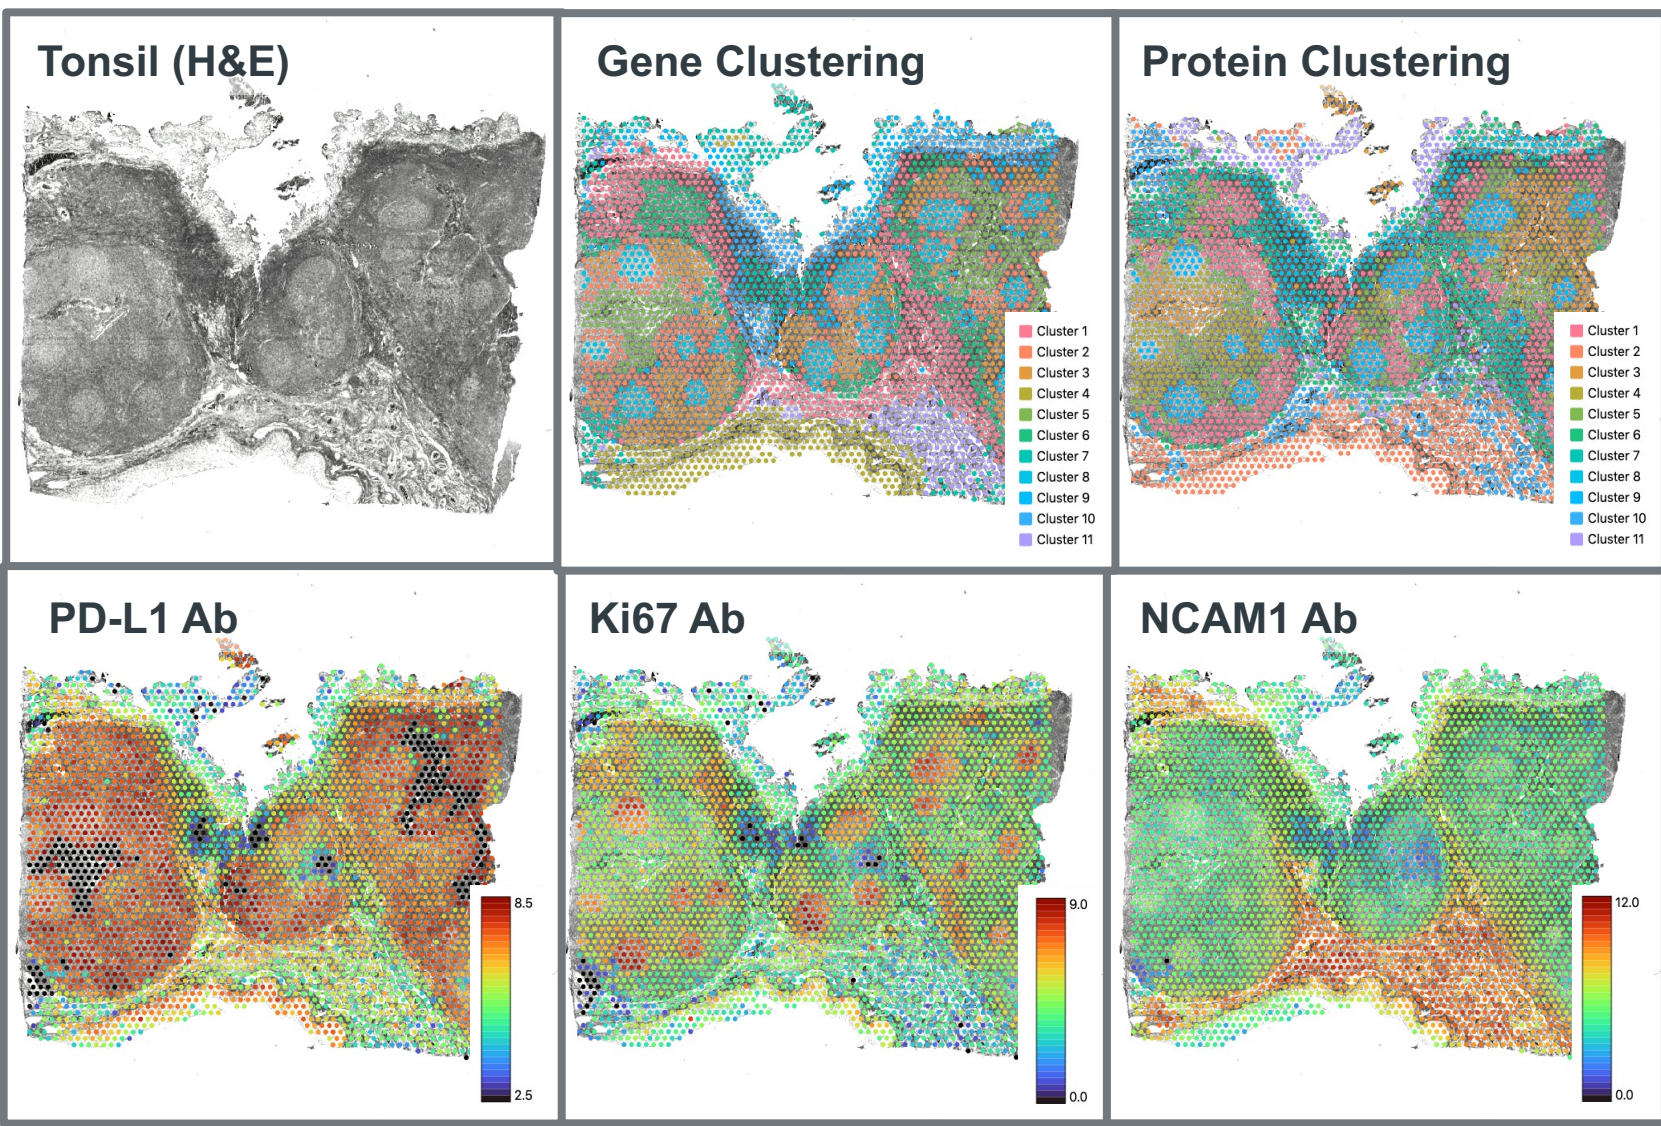 Tonsil (H&E)
Gene Clustering
Cluster 1
Cluster 2
Cluster 3
Cluster 4
Cluster 5
Cluster 6
Cluster 7
Cluster 8
Cluster 9
Cluster 10
Cluster 11
Protein Clustering
Cluster 1
Cluster 2
Cluster 3
Cluster 4
Cluster 5
Cluster 6
Cluster 7
Cluster 8
Cluster 9
Cluster 10
Cluster 11
PD-L1 Ab
8.5
2.5
Ki67 Ab
9.0
0.0
NCAM1 Ab
12.0
0.0